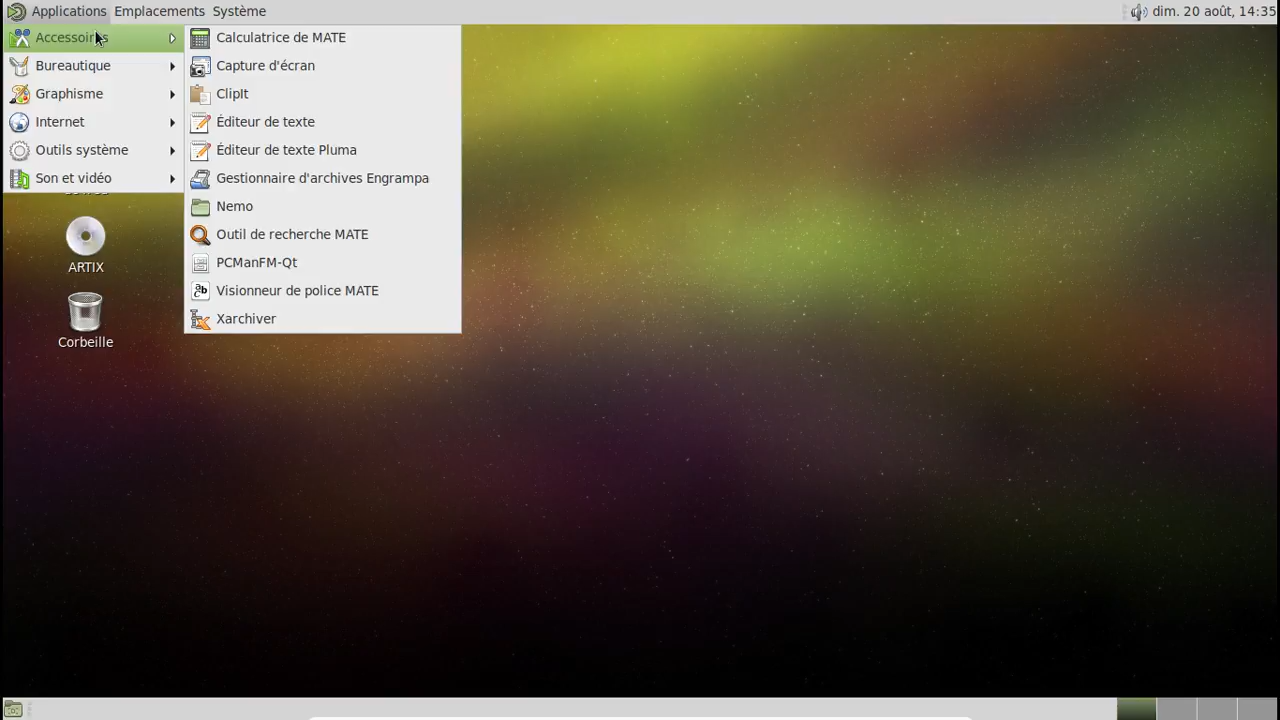 Applications Emplacements Système dim. 20 août, 14:35
Accessoires
Bureautique
Graphisme
Internet
Outils système
Son et vidéo
Calculatrice de MATE
Capture d'écran
ClipIt
Éditeur de texte
Éditeur de texte Pluma
Gestionnaire d'archives Engrampa
Nemo
Outil de recherche MATE
PCManFM-Qt
Visionneur de police MATE
Xarchiver
ARTIX
Corbeille